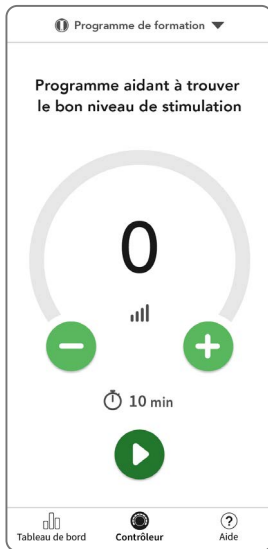 Programme de formation
Programme aidant à trouver
le bon niveau de stimulation
0
10 min
Tableau de bord
Contrôleur
Aide